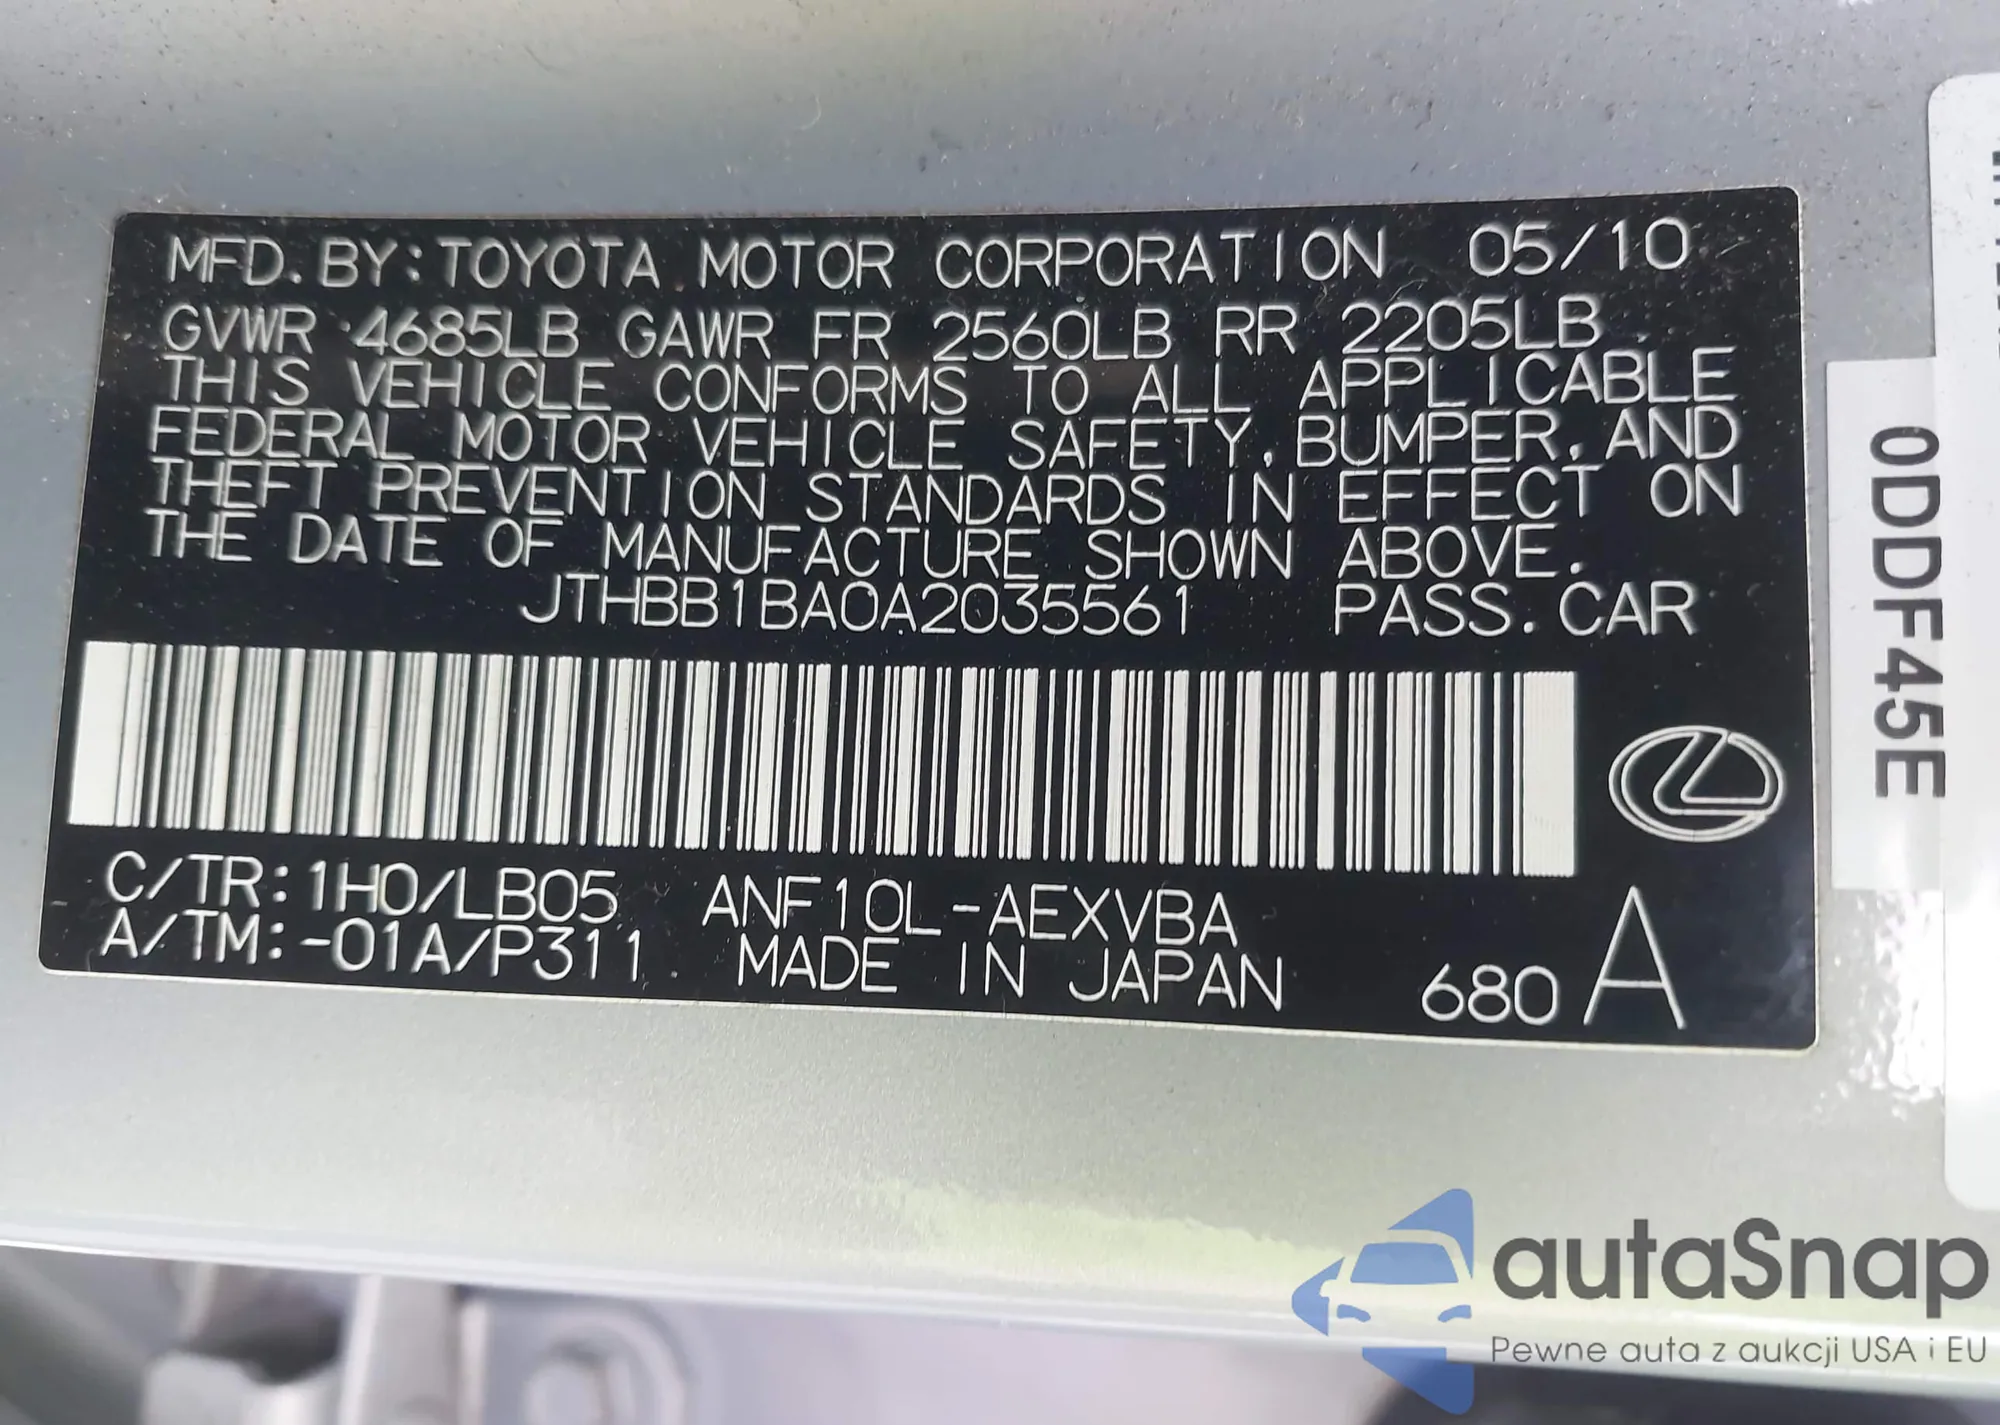 MFD. BY: TOYOTA MOTOR CORPORATION 05/10
GVWR 4685LB GAWR FR 2560LB RR 2205LB
THIS VEHICLE CONFORMS TO ALL APPLICABLE
FEDERAL MOTOR VEHICLE SAFETY, BUMPER, AND
THEFT PREVENTION STANDARDS IN EFFECT ON
THE DATE OF MANUFACTURE SHOWN ABOVE.
JTHBB1BA0A2035561 PASS. CAR
C/TR: 1H0/LB05 ANF10L-AEXVBA
A/TM: -01A/P311 MADE IN JAPAN 680 A
0DDF45E
autaSnap
Pewne auta z aukcji USA i EU